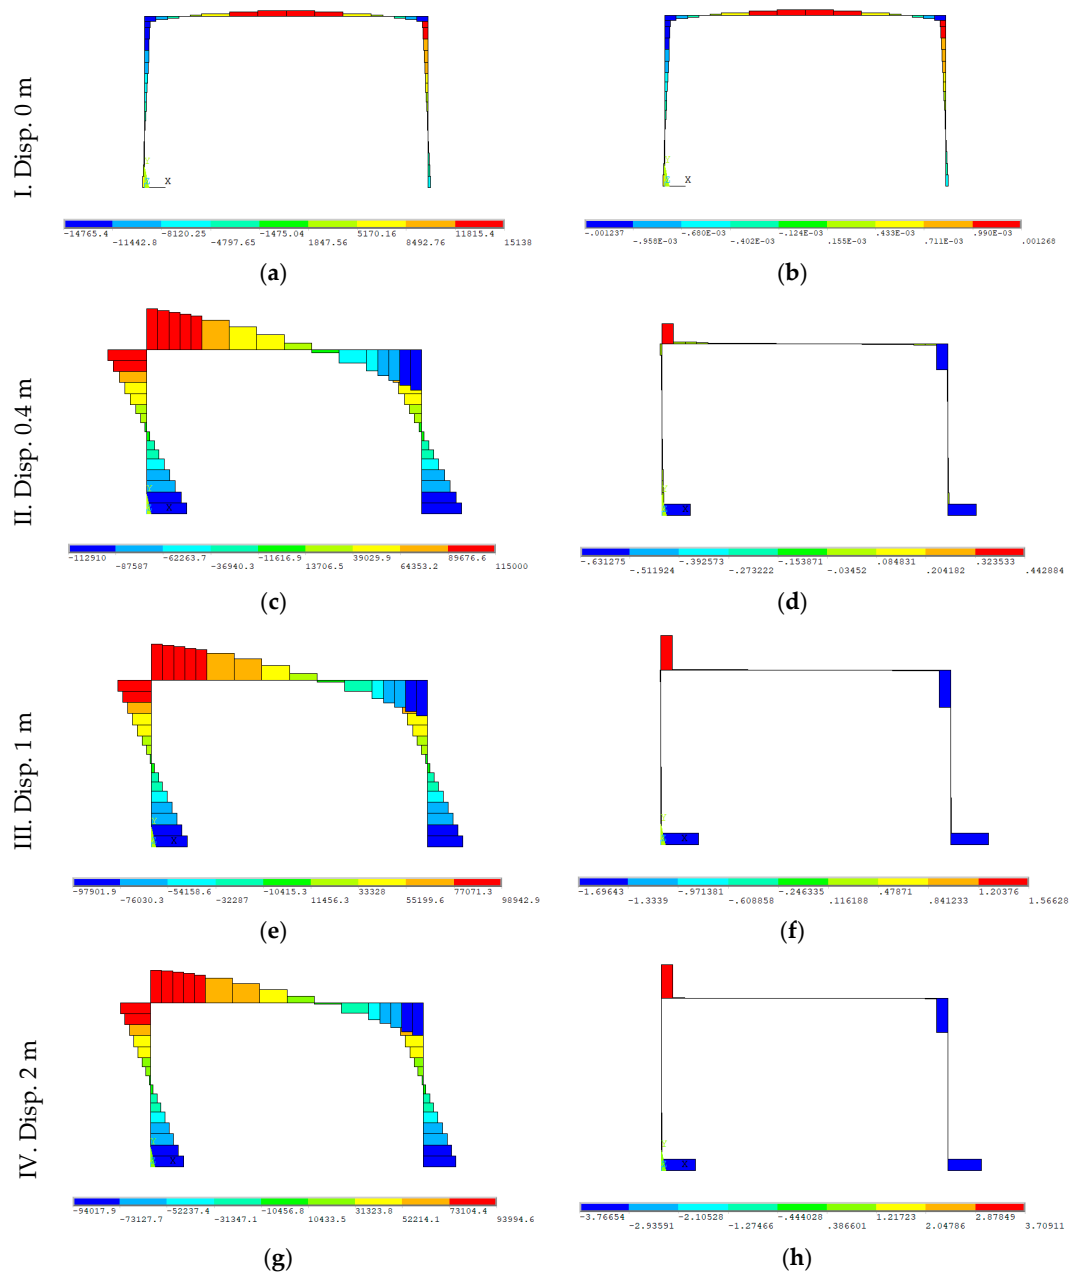 I. Disp. 0 m
Y
X
-14765.4 -8120.25 -1475.04 5170.16 11815.4
-11442.8 -4797.65 1847.56 8492.76 15138
(a)
X
-.001237 -.680E-03 -.124E-03 .433E-03 .990E-03
-.958E-03 -.402E-03 .155E-03 .711E-03 .001268
(b)
II. Disp. 0.4 m
X
-112910 -62263.7 -11616.9 39029.9 89676.6
-87587 -36940.3 13706.5 64353.2 115000
(c)
-.631275 -.392573 -.153871 .084831 .323533
-.511924 -.273222 -.03452 .204182 .442884
(d)
III. Disp. 1 m
Y
X
-97901.9 -54158.6 -10415.3 33328 77071.3
-76030.3 -32287 11456.3 55199.6 98942.9
(e)
X
-1.69643 -.971381 -.246335 .47871 1.20376
-1.3339 -.608858 .116188 .841233 1.56628
(f)
IV. Disp. 2 m
X
-94017.9 -52237.4 -10456.8 31323.8 73104.4
-73127.7 -31347.1 10433.5 52214.1 93994.6
(g)
X
-3.76654 -2.10528 -.444028 1.21723 2.87849
-2.93591 -1.27466 .386601 2.04786 3.70911
(h)